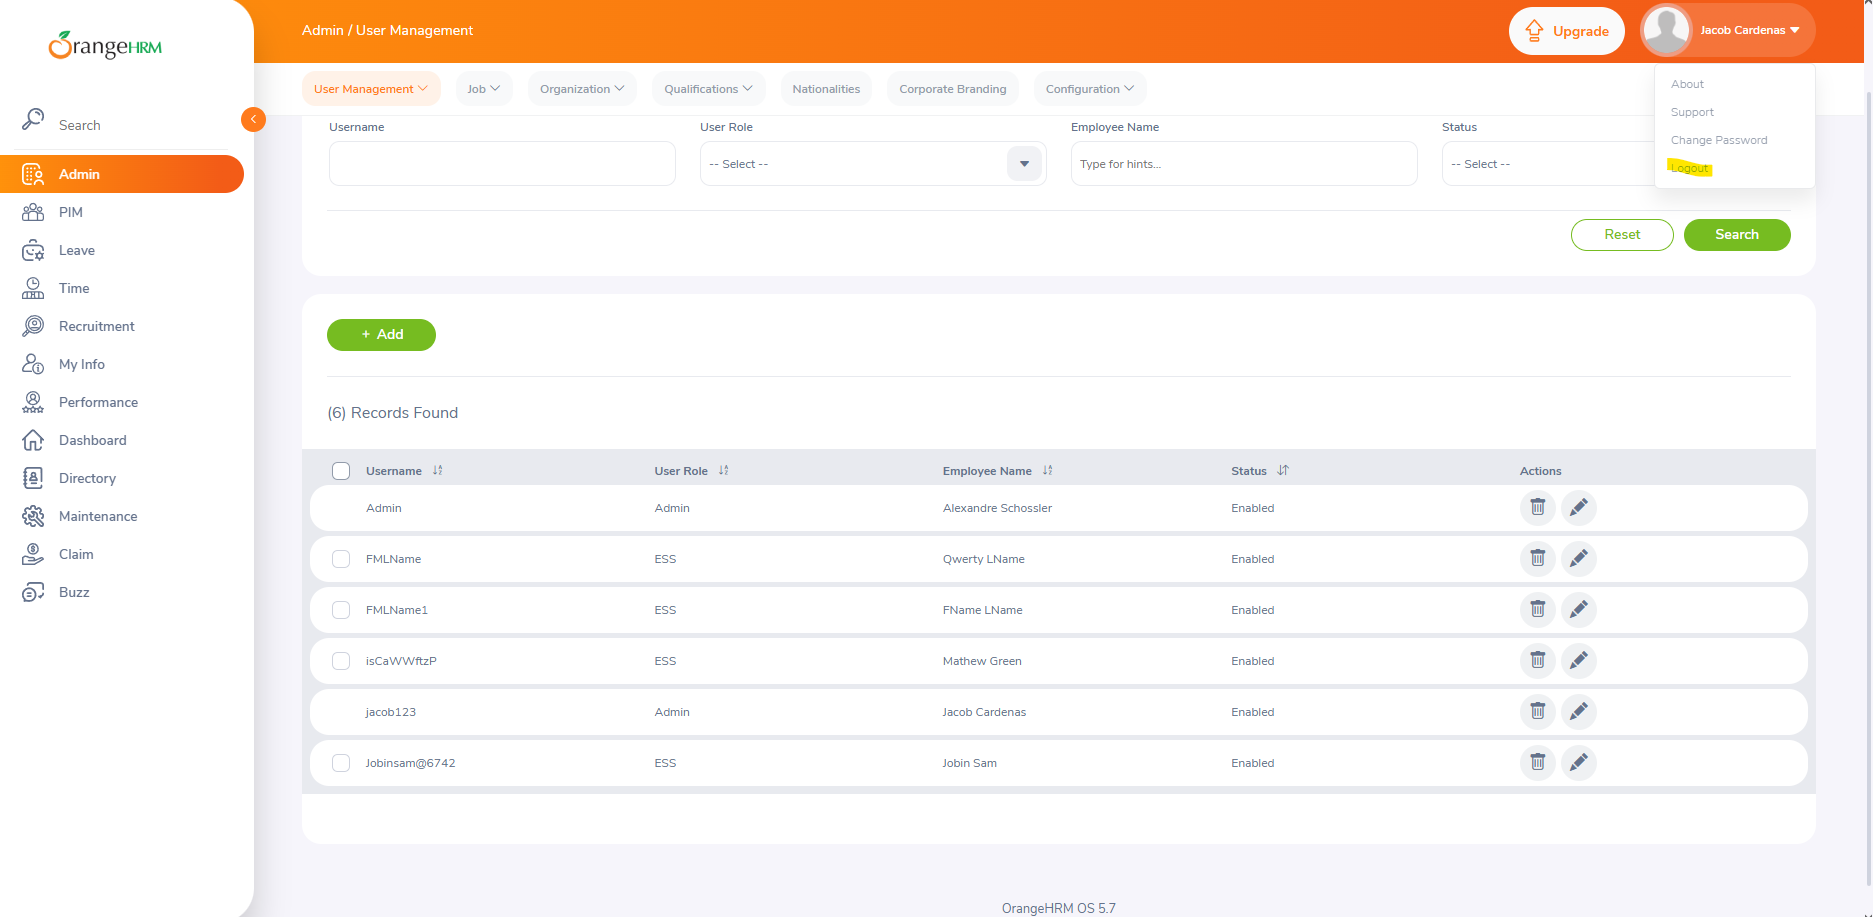 OrangeHRM
Search
Admin
PIM
Leave
Time
Recruitment
My Info
Performance
Dashboard
Directory
Maintenance
Claim
Buzz
Admin / User Management
Upgrade
Jacob Cardenas
User Management
Job
Organization
Qualifications
Nationalities
Corporate Branding
Configuration
About
Support
Change Password
Logout
Username User Role Employee Name Status
-- Select -- Type for hints... -- Select --
Reset Search
+ Add
(6) Records Found
Username User Role Employee Name Status Actions
Admin Admin Alexandre Schossler Enabled
FMLName ESS Qwerty LName Enabled
FMLName1 ESS FName LName Enabled
isCaWWftzP ESS Mathew Green Enabled
jacob123 Admin Jacob Cardenas Enabled
Jobinsam@6742 ESS Jobin Sam Enabled
OrangeHRM OS 5.7